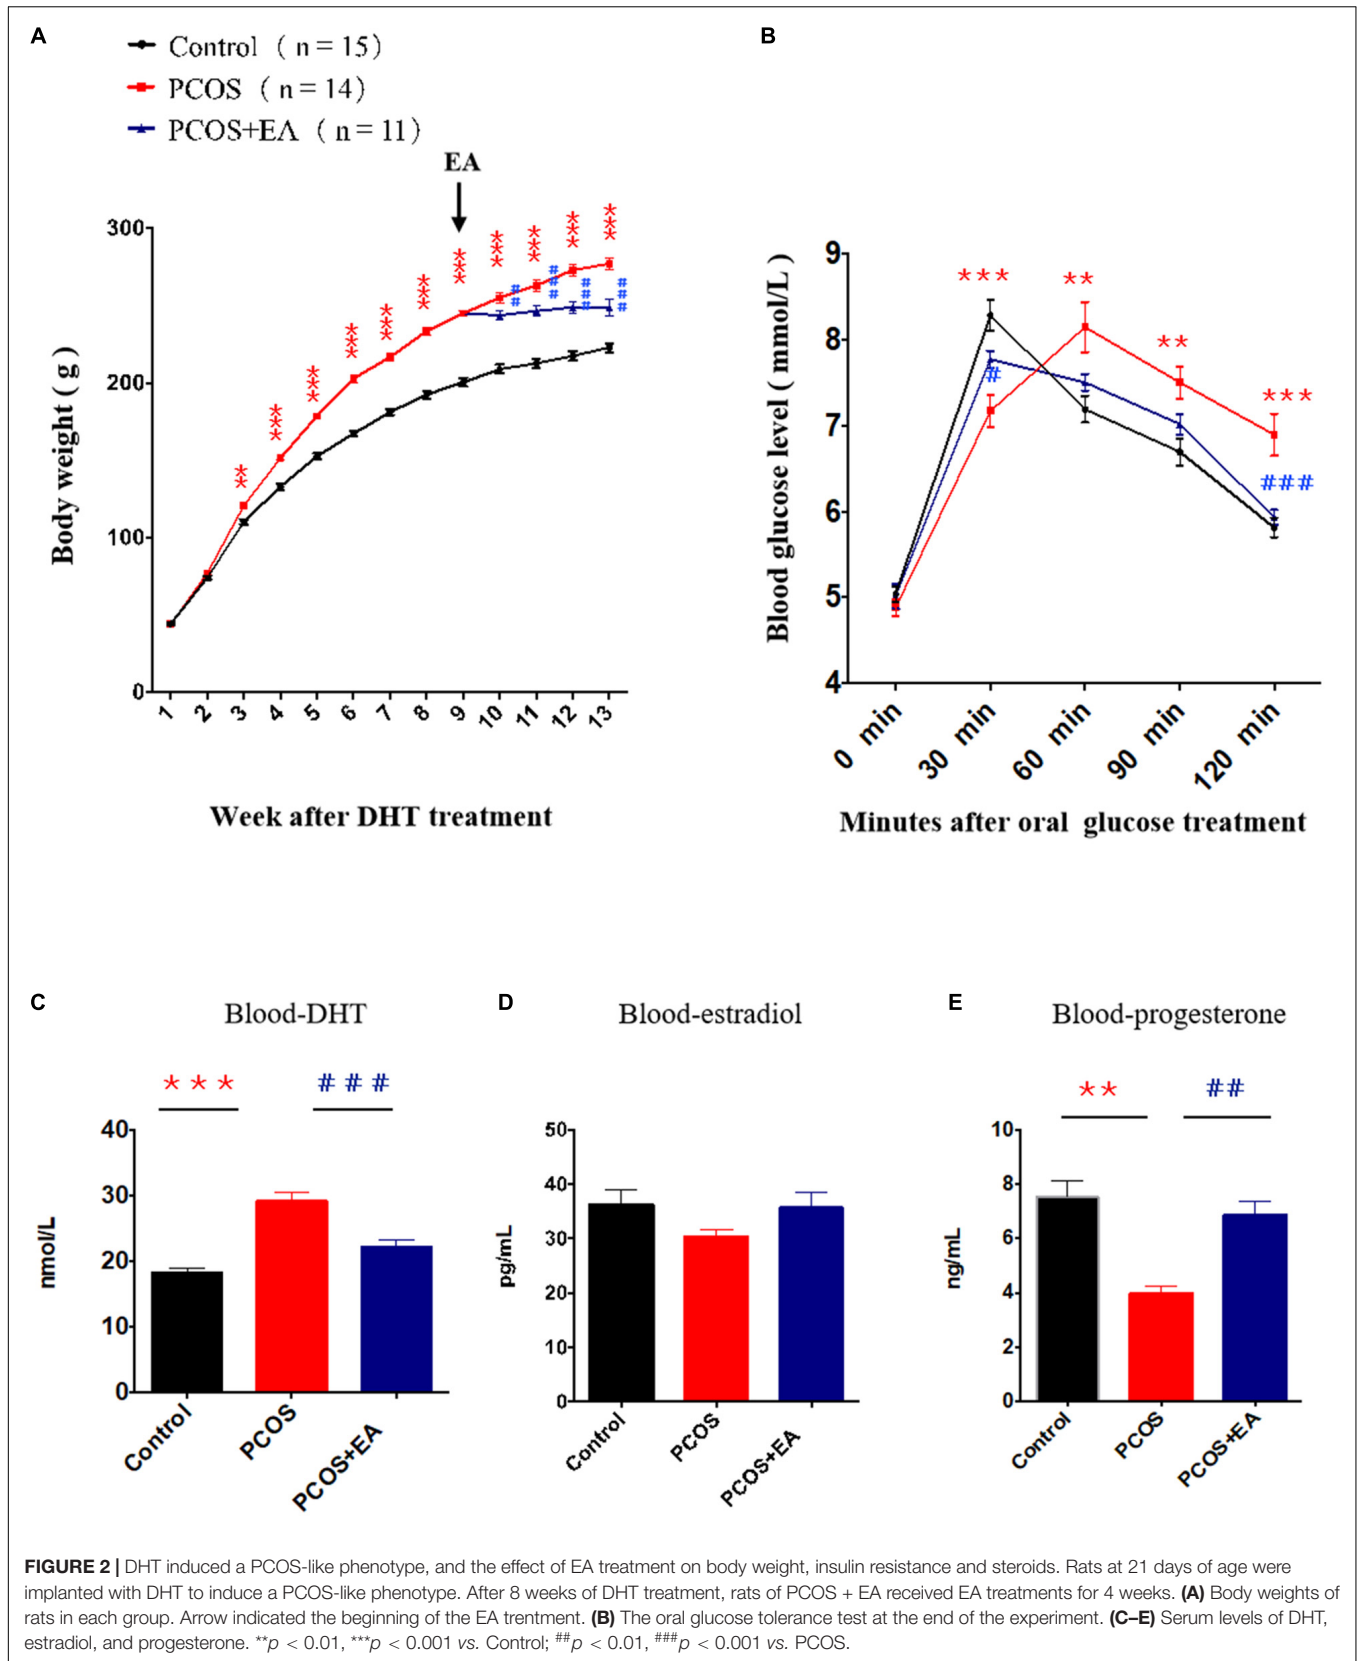 A
Control ( n = 15)
PCOS ( n = 14)
PCOS+EA ( n = 11)
EA
300
200
100
0
Body weight ( g )
*** *** *** *** *** *** *** *** *** *** **
## ### ### ###
1 2 3 4 5 6 7 8 9 10 11 12 13
Week after DHT treatment
B
9
8
7
6
5
4
Blood glucose level ( mmol/L )
*** ** ** ***
# ###
0 min 30 min 60 min 90 min 120 min
Minutes after oral glucose treatment
C
Blood-DHT
*** ###
40
30
20
10
0
nmol/L
Control PCOS PCOS+EA
D
Blood-estradiol
50
40
30
20
10
0
pg/mL
Control PCOS PCOS+EA
E
Blood-progesterone
** ##
10
8
6
4
2
0
ng/mL
Control PCOS PCOS+EA
FIGURE 2 | DHT induced a PCOS-like phenotype, and the effect of EA treatment on body weight, insulin resistance and steroids. Rats at 21 days of age were
implanted with DHT to induce a PCOS-like phenotype. After 8 weeks of DHT treatment, rats of PCOS + EA received EA treatments for 4 weeks. (A) Body weights of
rats in each group. Arrow indicated the beginning of the EA trentment. (B) The oral glucose tolerance test at the end of the experiment. (C–E) Serum levels of DHT,
estradiol, and progesterone. **p < 0.01, ***p < 0.001 vs. Control; ##p < 0.01, ###p < 0.001 vs. PCOS.